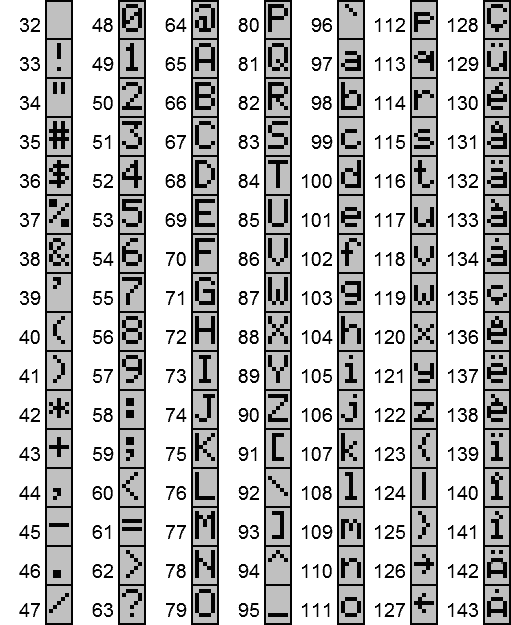 32 48 0 64 @ 80 P 96 ` 112 p 128 Ç
33 ! 49 1 65 A 81 Q 97 a 113 q 129 ü
34 " 50 2 66 B 82 R 98 b 114 r 130 é
35 # 51 3 67 C 83 S 99 c 115 s 131 â
36 $ 52 4 68 D 84 T 100 d 116 t 132 ä
37 % 53 5 69 E 85 U 101 e 117 u 133 à
38 & 54 6 70 F 86 V 102 f 118 v 134 ȧ
39 ' 55 7 71 G 87 W 103 g 119 w 135 ç
40 ( 56 8 72 H 88 X 104 h 120 x 136 ê
41 ) 57 9 73 I 89 Y 105 i 121 y 137 ë
42 * 58 : 74 J 90 Z 106 j 122 z 138 è
43 + 59 ; 75 K 91 [ 107 k 123 { 139 ï
44 , 60 < 76 L 92 \ 108 l 124 | 140 î
45 - 61 = 77 M 93 ] 109 m 125 } 141 ì
46 . 62 > 78 N 94 ^ 110 n 126 → 142 Ä
47 / 63 ? 79 O 95 _ 111 o 127 ← 143 Ȧ